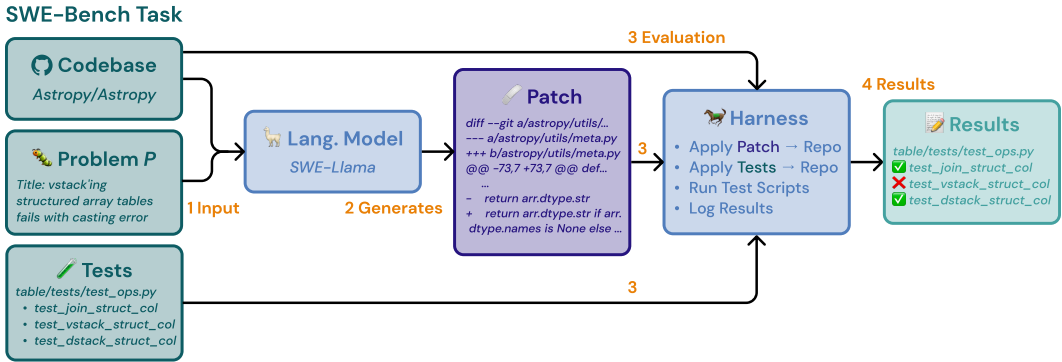 SWE-Bench Task
Codebase
Astropy/Astropy
Problem P
Title: vstack'ing
structured array tables
fails with casting error
Tests
table/tests/test_ops.py
• test_join_struct_col
• test_vstack_struct_col
• test_dstack_struct_col
1 Input
Lang. Model
SWE-Llama
2 Generates
Patch
diff --git a/astropy/utils/...
--- a/astropy/utils/meta.py
+++ b/astropy/utils/meta.py
@@ -73,7 +73,7 @@ def...
...
- return arr.dtype.str
+ return arr.dtype.str if arr.
dtype.names is None else ...
3 Evaluation
3
3
Harness
• Apply Patch → Repo
• Apply Tests → Repo
• Run Test Scripts
• Log Results
4 Results
Results
table/tests/test_ops.py
✅ test_join_struct_col
❌ test_vstack_struct_col
✅ test_dstack_struct_col